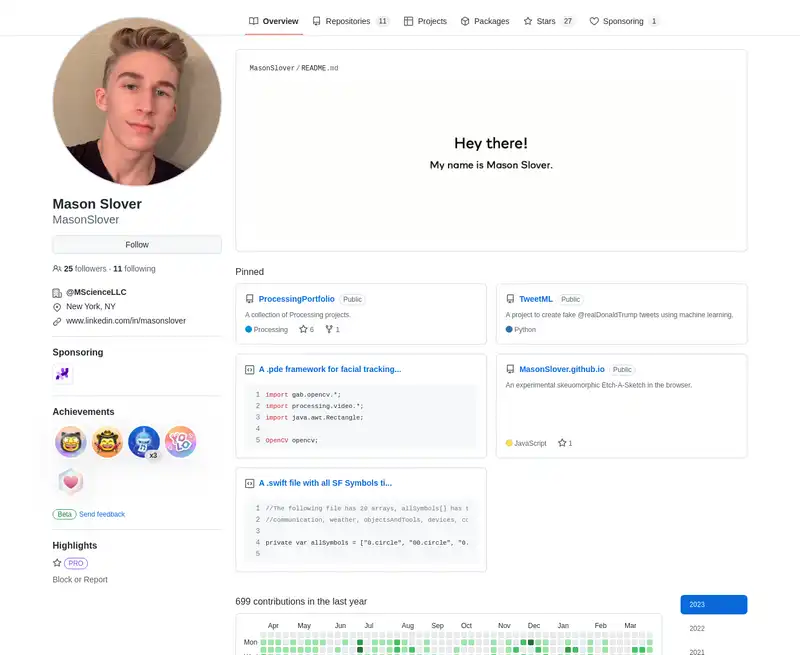 Overview Repositories 11 Projects Packages Stars 27 Sponsoring 1
MasonSlover/README.md
Hey there!
My name is Mason Slover.
Mason Slover
MasonSlover
Follow
25 followers · 11 following
@MScienceLLC
New York, NY
www.linkedin.com/in/masonslover
Sponsoring
Achievements
YOLO
x3
Beta Send feedback
Highlights
PRO
Block or Report
Pinned
ProcessingPortfolio Public
A collection of Processing projects.
Processing 6 1
TweetML Public
A project to create fake @realDonaldTrump tweets using machine learning.
Python
A .pde framework for facial tracking...
1 import gab.opencv.*;
2 import processing.video.*;
3 import java.awt.Rectangle;
4
5 OpenCV opencv;
MasonSlover.github.io Public
An experimental skeuomorphic Etch-A-Sketch in the browser.
JavaScript 1
A .swift file with all SF Symbols ti...
1 //The following file has 19 arrays, allSymbols[] has t
2 //communication, weather, objectsAndTools, devices, co
3
4 private var allSymbols = ["0.circle", "00.circle", "0.
5
699 contributions in the last year
Apr May Jun Jul Aug Sep Oct Nov Dec Jan Feb Mar
Mon
2023
2022
2021